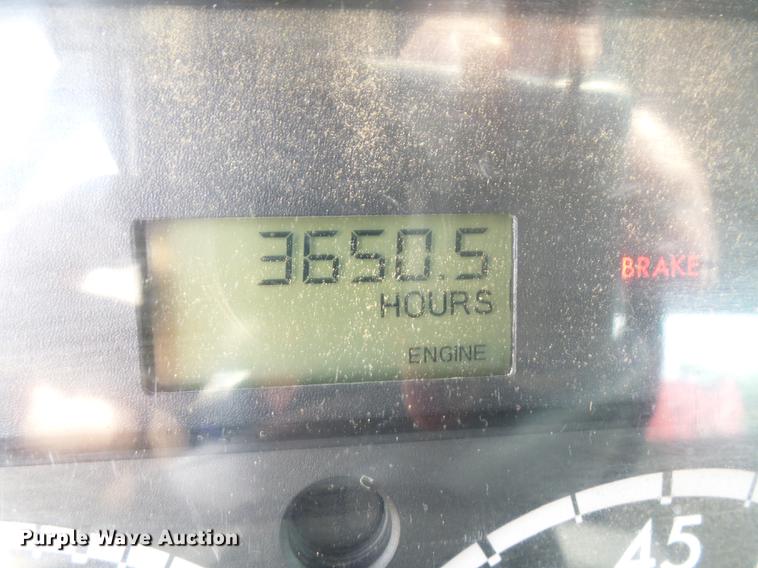 3650.5
BRAKE
HOURS
ENGINE
45
Purple Wave Auction